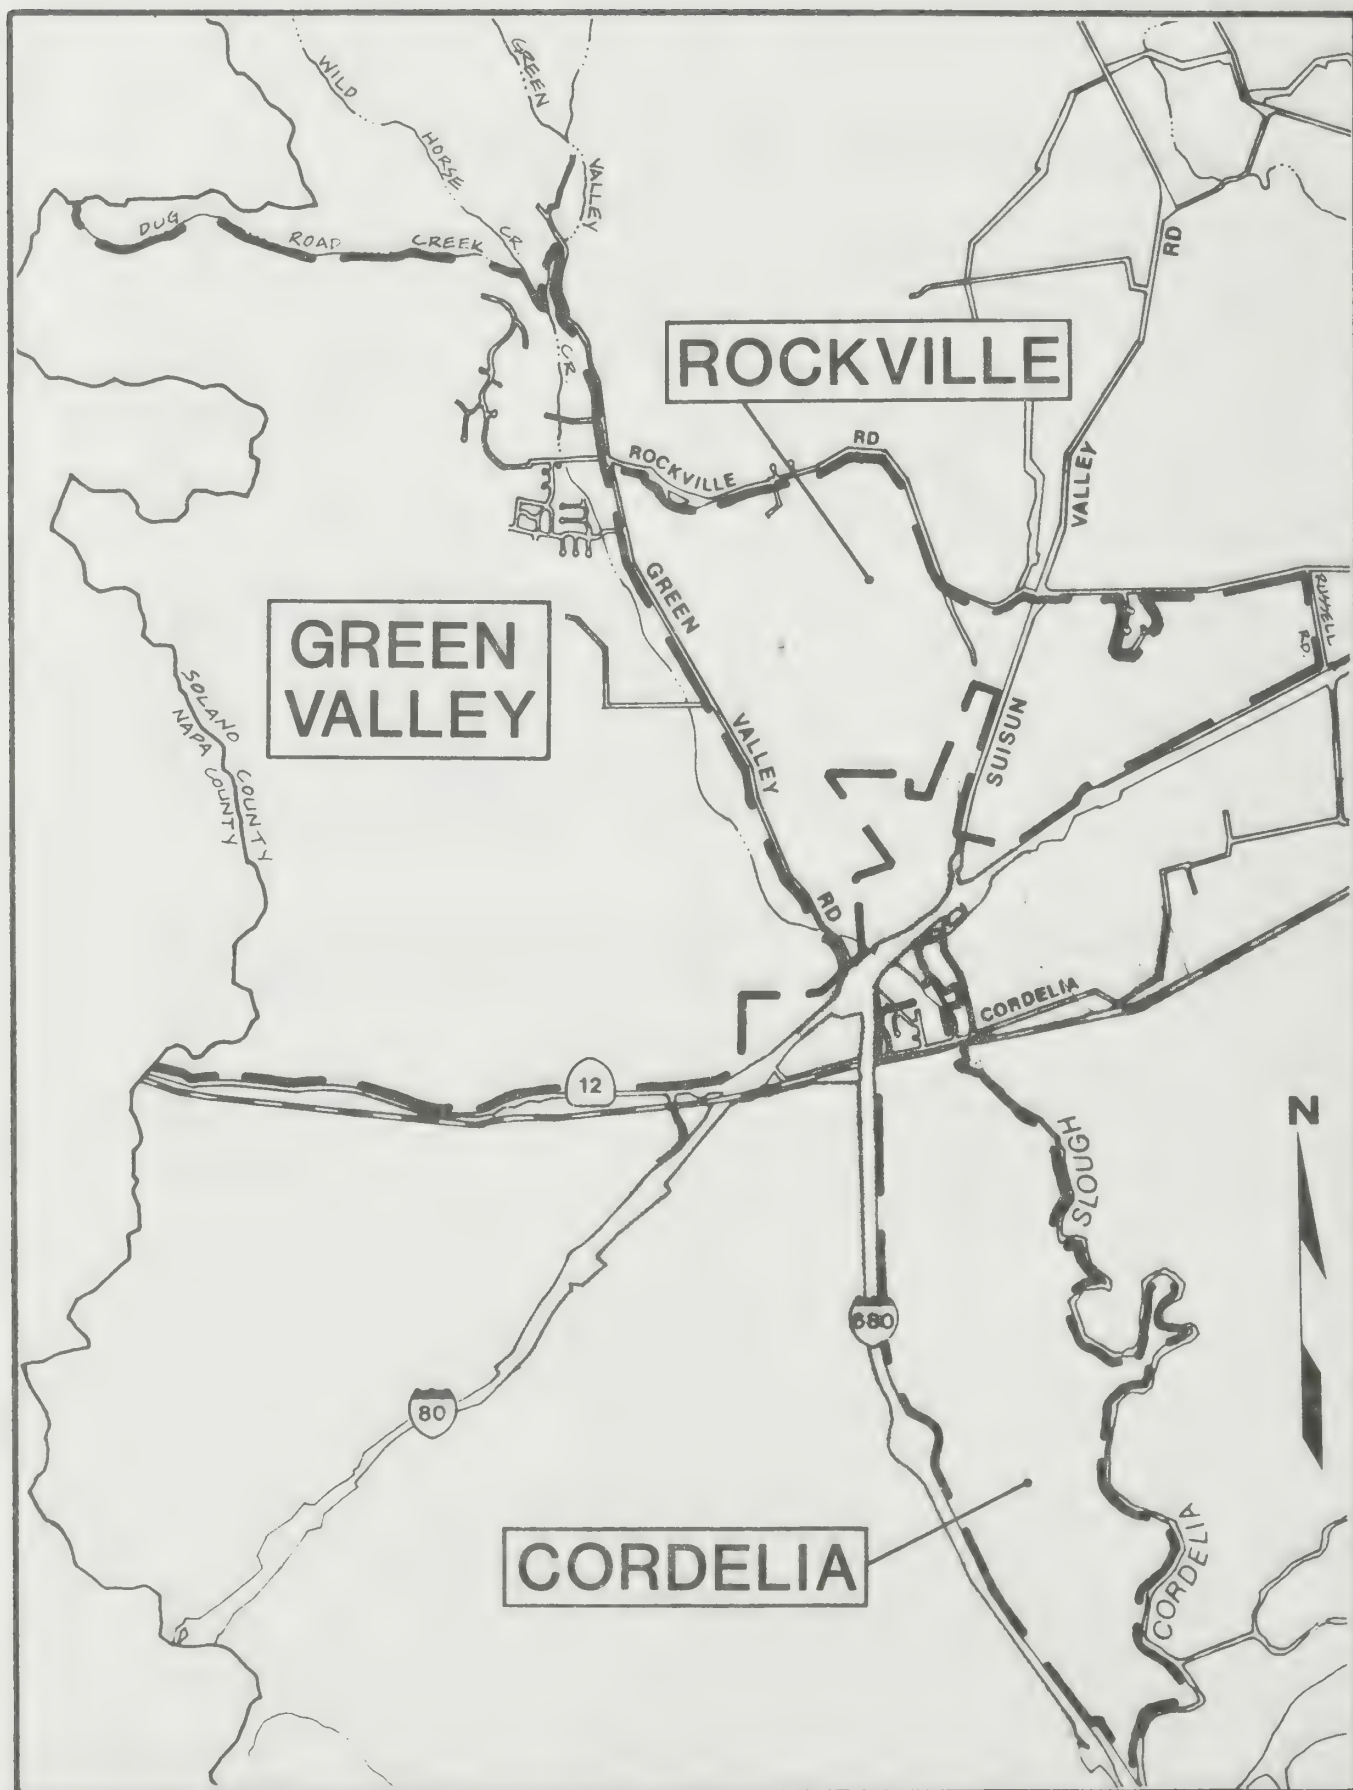 WILD
HORSE
CR.
GREEN
VALLEY
CR.
DUG
ROAD
CREEK
RD
ROCKVILLE
ROCKVILLE
RD
VALLEY
GREEN
VALLEY
GREEN
VALLEY
RD
RUSSELL
RD.
SUISUN
SOLANO
COUNTY
NAPA
COUNTY
CORDELIA
12
N
SLOUGH
680
80
CORDELIA
CORDELIA